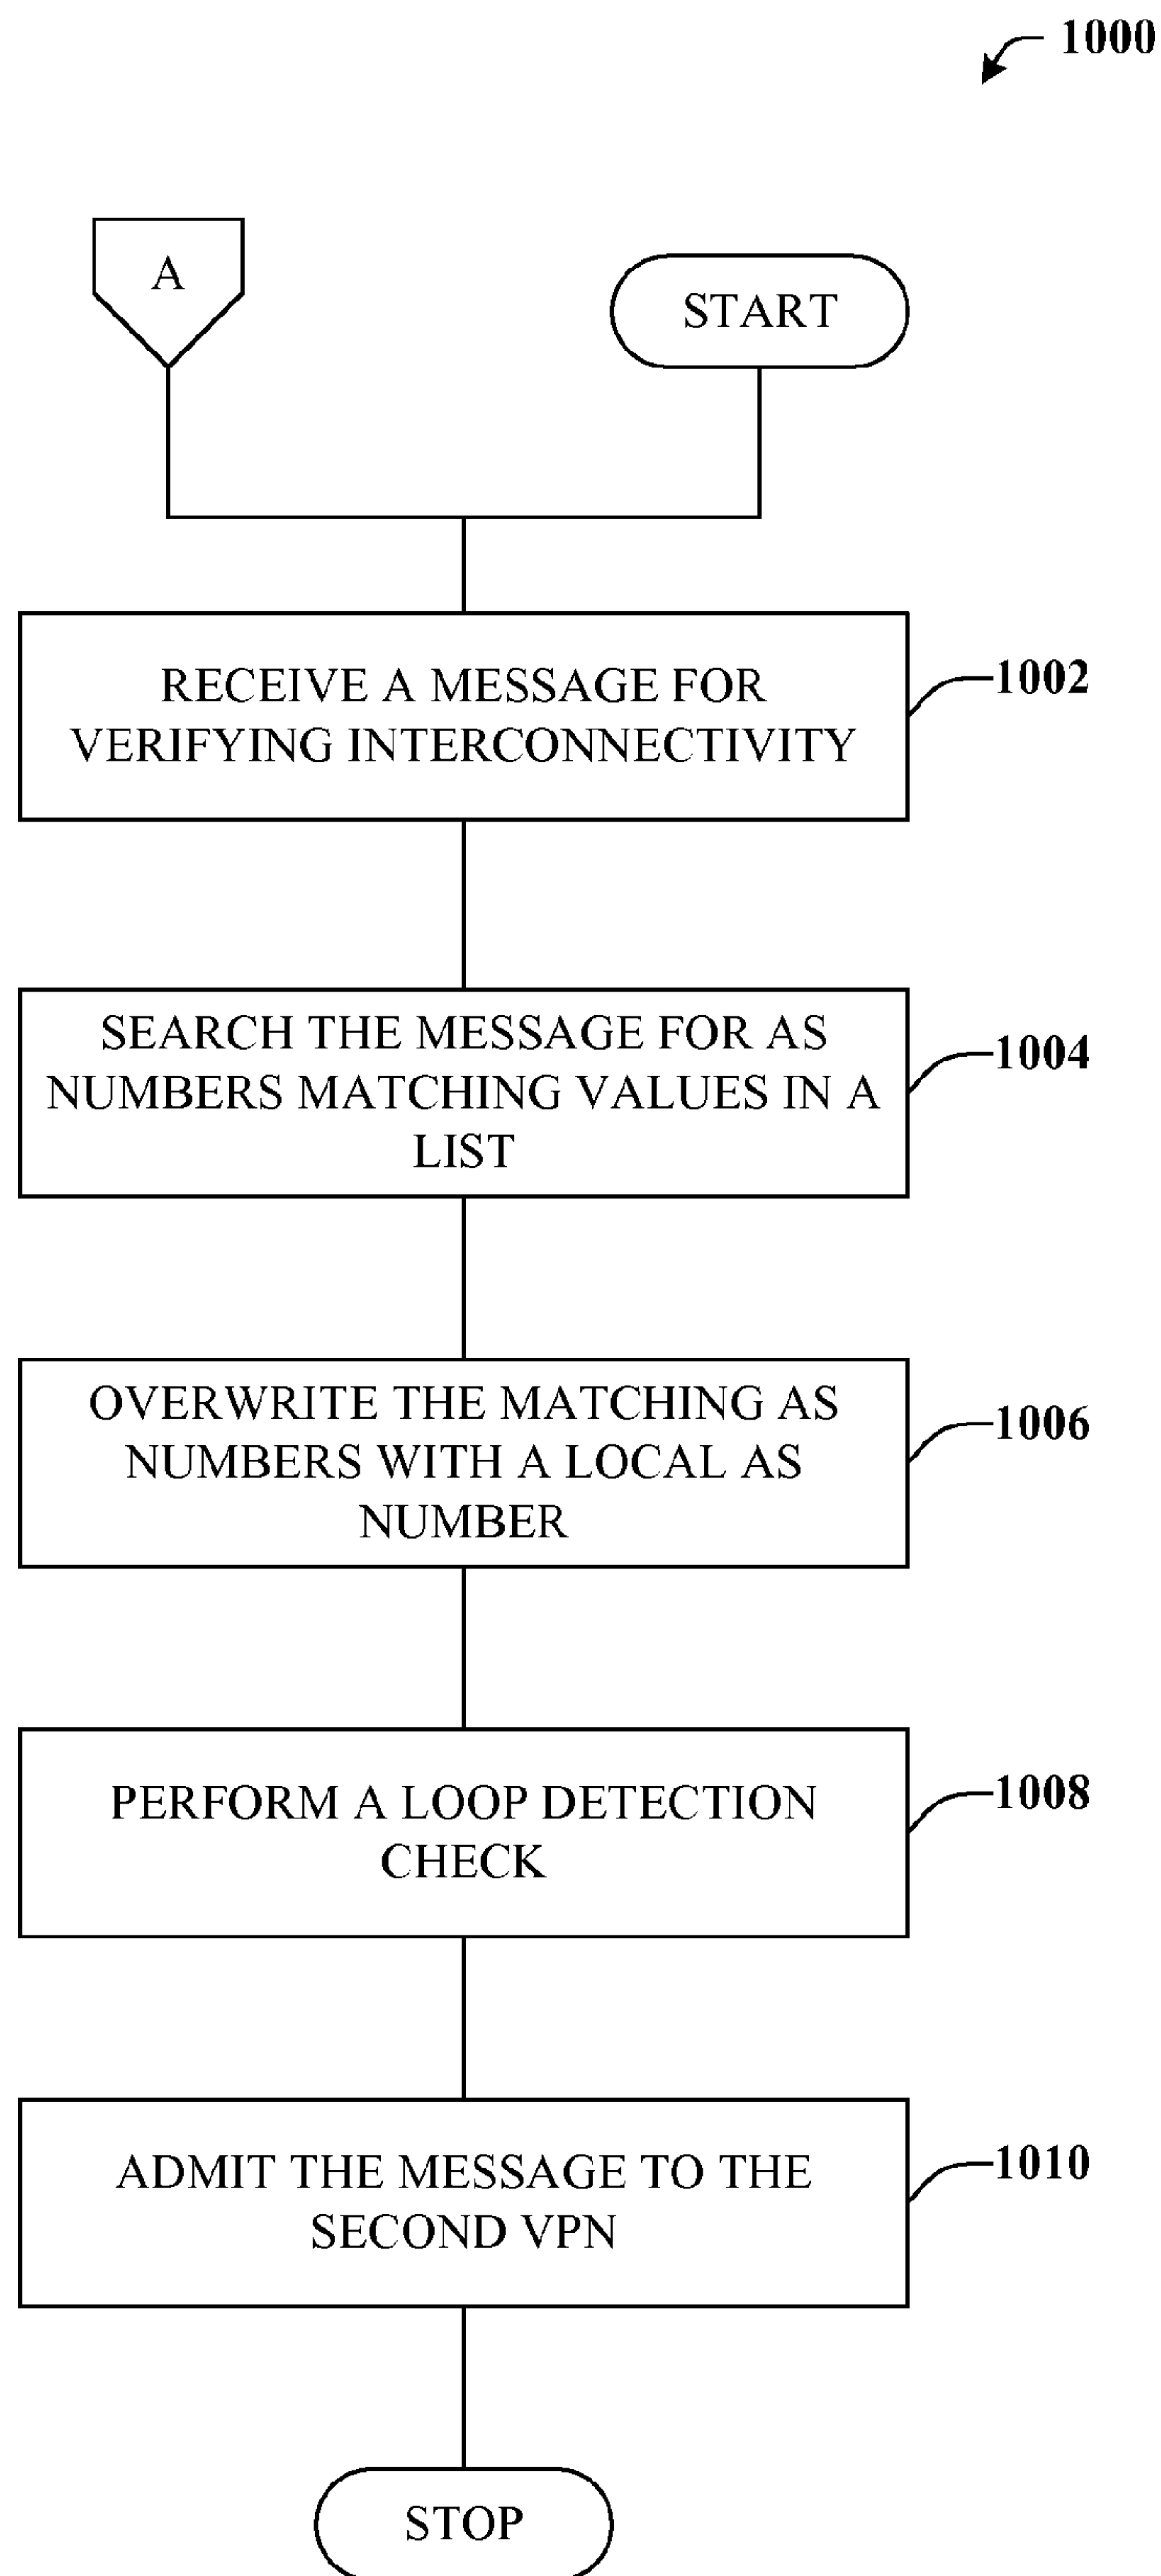 1000
A
START
RECEIVE A MESSAGE FOR
VERIFYING INTERCONNECTIVITY
1002
SEARCH THE MESSAGE FOR AS
NUMBERS MATCHING VALUES IN A
LIST
1004
OVERWRITE THE MATCHING AS
NUMBERS WITH A LOCAL AS
NUMBER
1006
PERFORM A LOOP DETECTION
CHECK
1008
ADMIT THE MESSAGE TO THE
SECOND VPN
1010
STOP